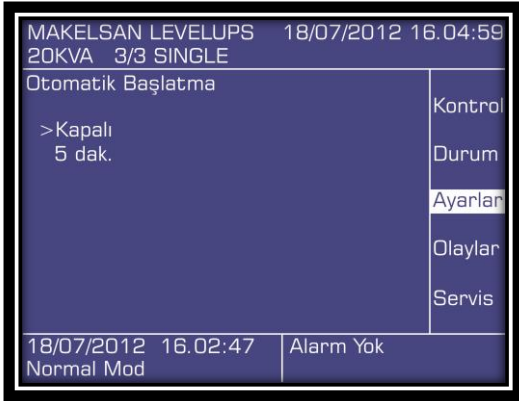 MAKELSAN LEVELUPS 18/07/2012 16.04:59
20KVA 3/3 SINGLE
Otomatik Başlatma
>Kapalı
5 dak.
Kontrol
Durum
Ayarlar
Olaylar
Servis
18/07/2012 16.02:47 Alarm Yok
Normal Mod